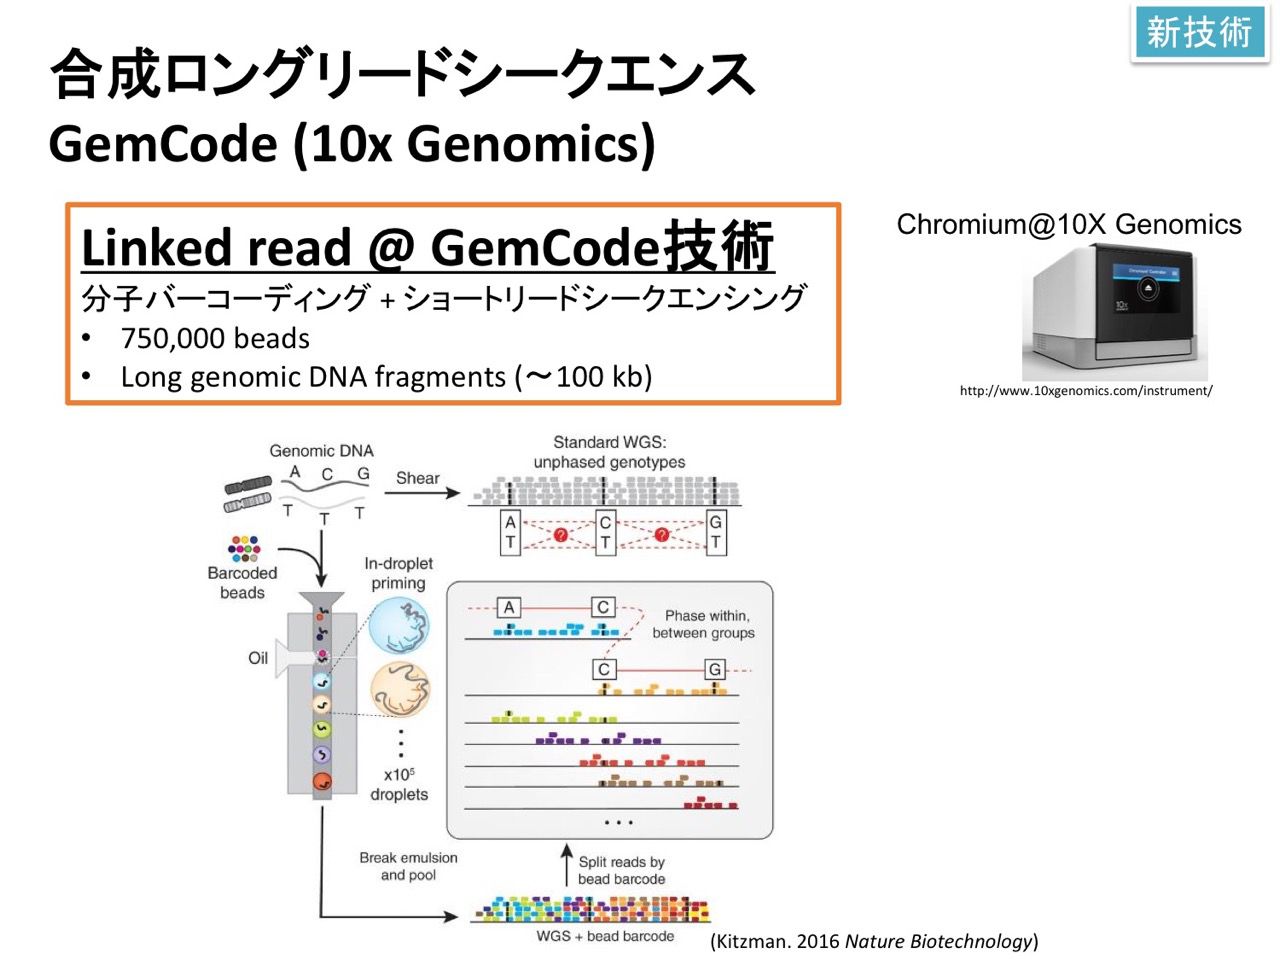 新技術
合成ロングリードシークエンス
GemCode (10x Genomics)
Linked read @ GemCode技術
分子バーコーディング + ショートリードシークエンシング
• 750,000 beads
• Long genomic DNA fragments (～100 kb)
Chromium@10X Genomics
10x
http://www.10xgenomics.com/instrument/
Genomic DNA
A C G
T T T
Shear
Standard WGS:
unphased genotypes
A C G
? ?
T T T
Barcoded
beads
In-droplet
priming
Oil
x10⁵
droplets
A C
Phase within,
between groups
C G
Break emulsion
and pool
Split reads by
bead barcode
WGS + bead barcode
(Kitzman. 2016 Nature Biotechnology)